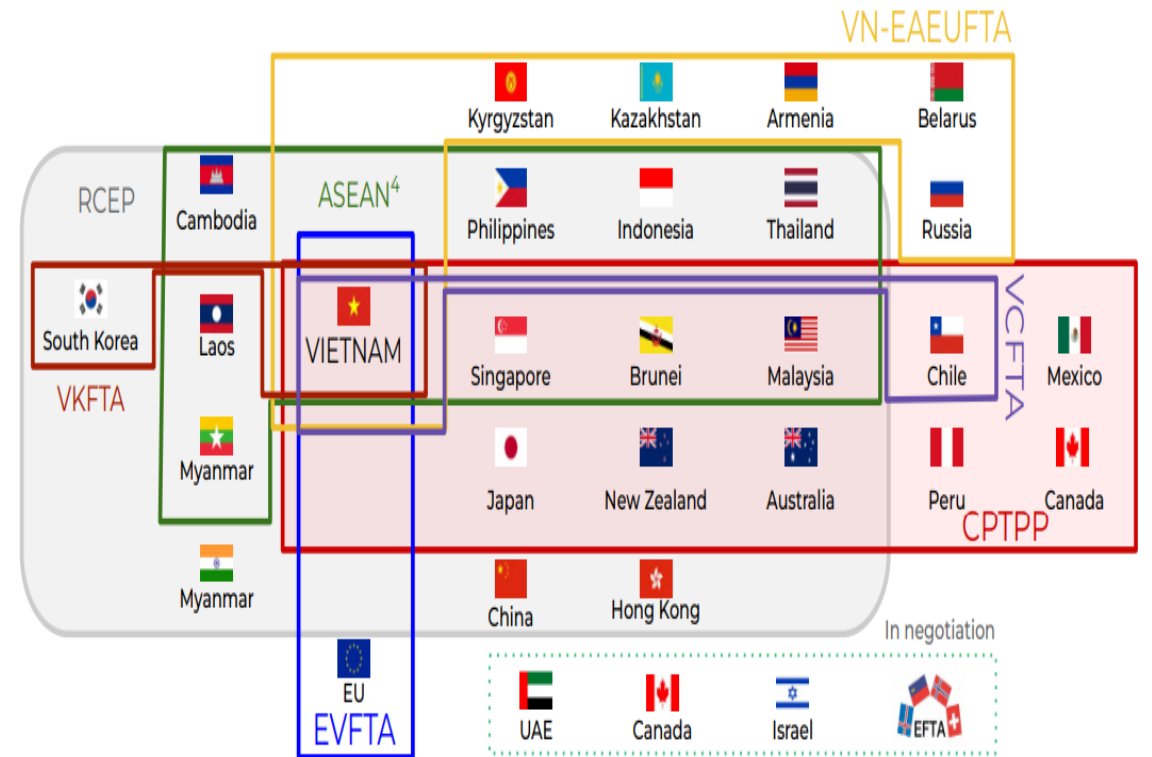 VN-EAEUFTA
Kyrgyzstan
Kazakhstan
Armenia
Belarus
RCEP
Cambodia
ASEAN4
Philippines
Indonesia
Thailand
Russia
South Korea
Laos
VIETNAM
Singapore
Brunei
Malaysia
Chile
VCFTA
Mexico
VKFTA
Myanmar
Japan
New Zealand
Australia
Peru
Canada
CPTPP
Myanmar
China
Hong Kong
In negotiation
EU
EVFTA
UAE
Canada
Israel
EFTA